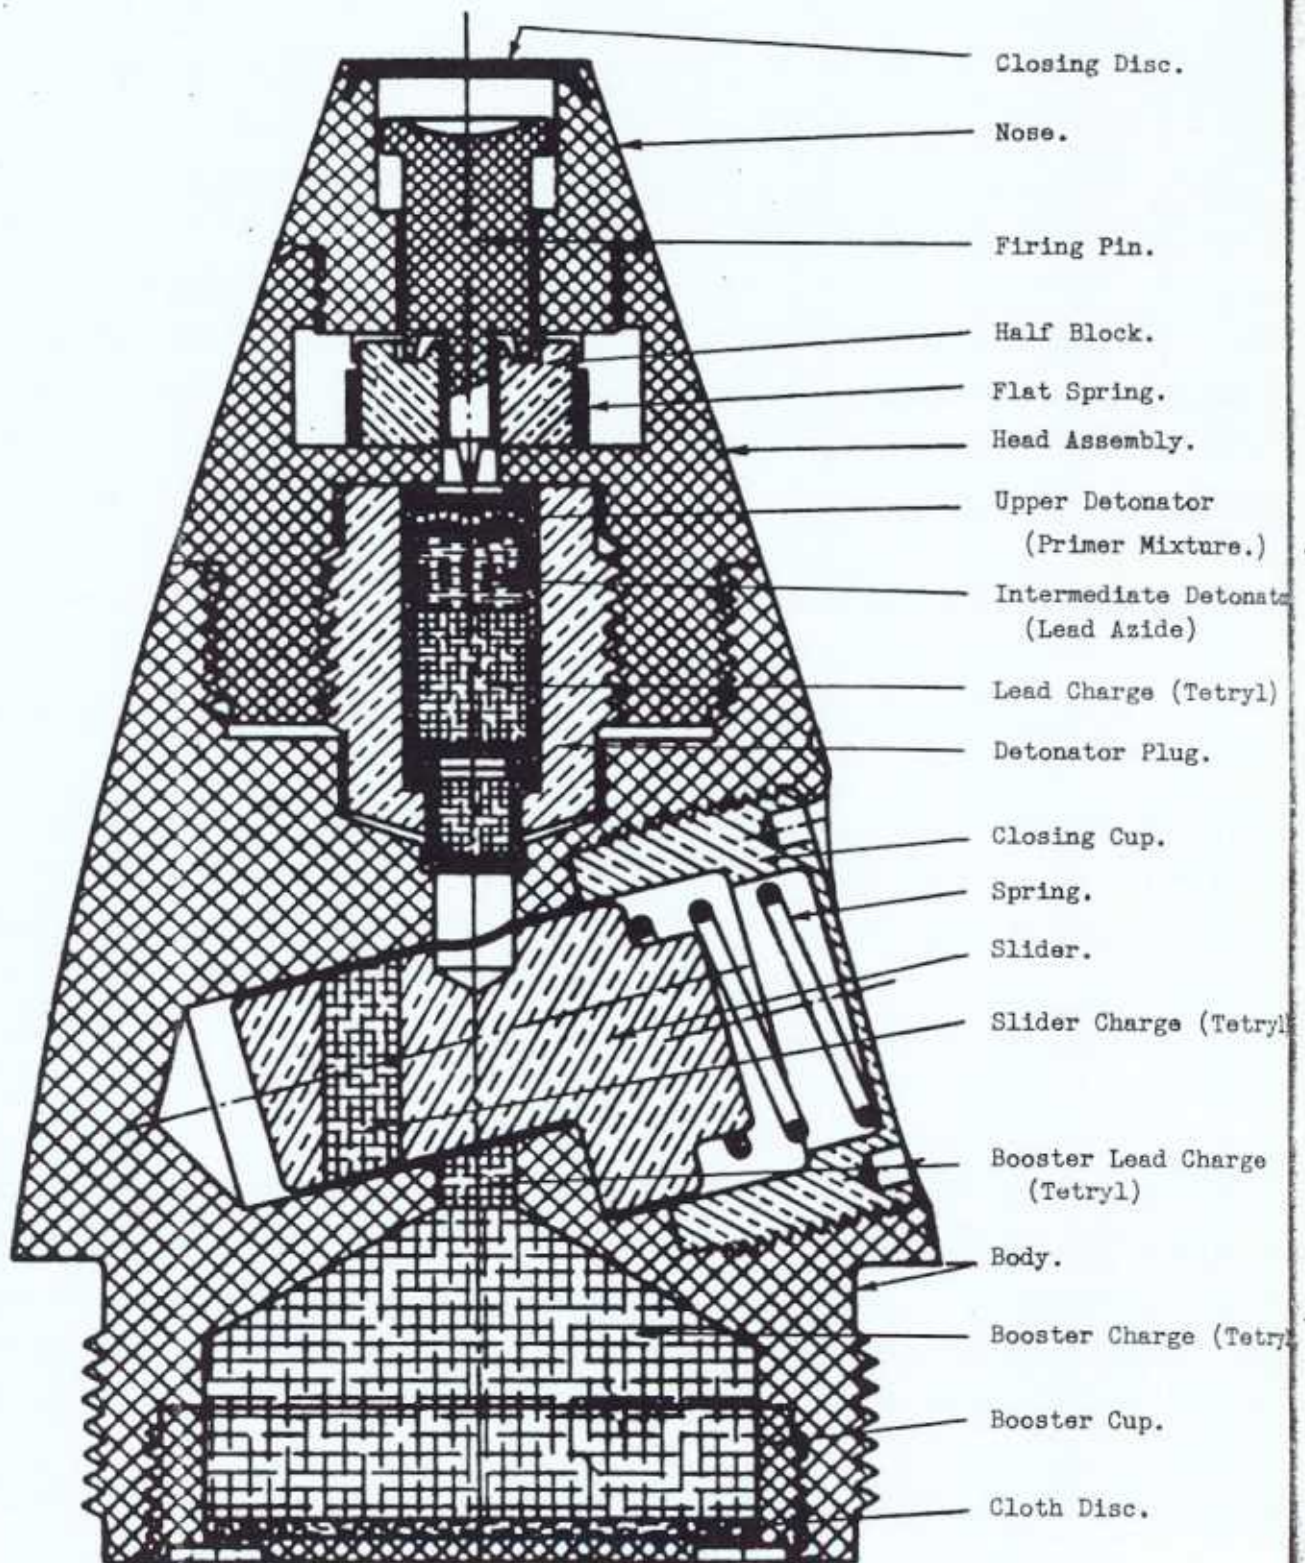 Closing Disc.
Nose.
Firing Pin.
Half Block.
Flat Spring.
Head Assembly.
Upper Detonator
(Primer Mixture.)
Intermediate Detonato
(Lead Azide)
Lead Charge (Tetryl)
Detonator Plug.
Closing Cup.
Spring.
Slider.
Slider Charge (Tetryl
Booster Lead Charge
(Tetryl)
Body.
Booster Charge (Tetryl
Booster Cup.
Cloth Disc.